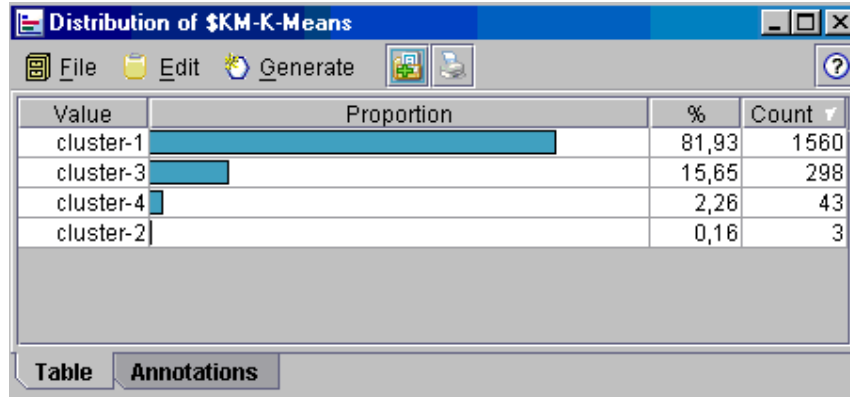 Distribution of $KM-K-Means
File Edit Generate
Value Proportion % Count
cluster-1 81,93 1560
cluster-3 15,65 298
cluster-4 2,26 43
cluster-2 0,16 3
Table Annotations